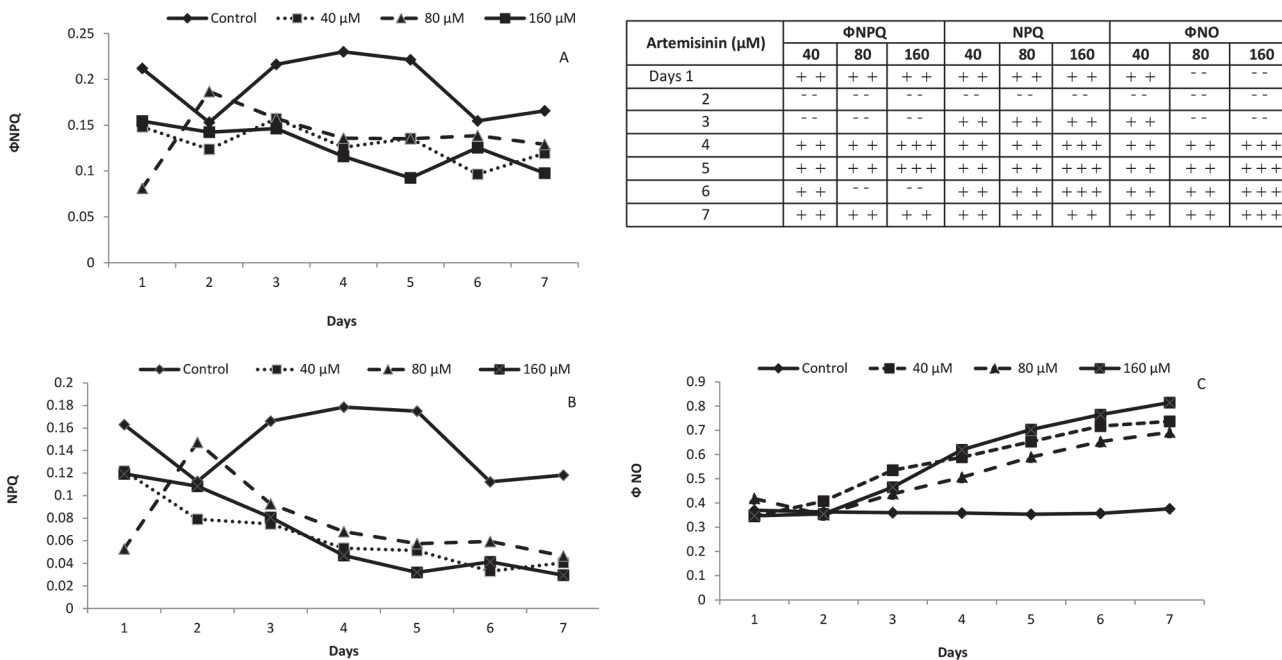 Control 40 μM 80 μM 160 μM
A
0.25
0.2
0.15
0.1
0.05
0
ΦNPQ
1 2 3 4 5 6 7
Days
Artemisinin (μM) ΦNPQ NPQ ΦNO
40 80 160 40 80 160 40 80 160
Days 1 + + + + + + + + + + + + + + -- --
2 -- -- -- -- -- -- -- -- --
3 -- -- -- + + + + + + + + -- --
4 + + + + +++ + + + + +++ + + + + +++
5 + + + + +++ + + + + +++ + + + + +++
6 + + -- -- + + + + +++ + + + + +++
7 + + + + + + + + + + + + + + + + +++
Control 40 μM 80 μM 160 μM
B
0.2
0.18
0.16
0.14
0.12
0.1
0.08
0.06
0.04
0.02
0
NPQ
1 2 3 4 5 6 7
Days
Control 40 μM 80 μM 160 μM
C
0.9
0.8
0.7
0.6
0.5
0.4
0.3
0.2
0.1
0
Φ NO
1 2 3 4 5 6 7
Days